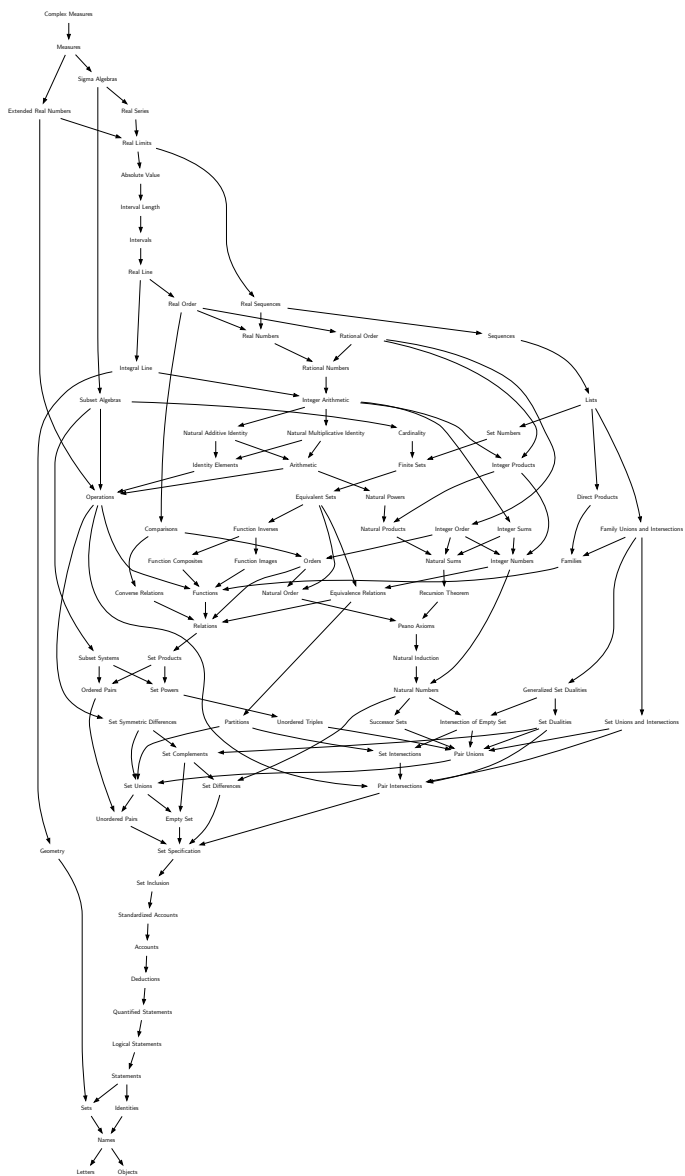 Complex Measures
Measures
Sigma Algebras
Extended Real Numbers
Real Series
Real Limits
Absolute Value
Interval Length
Intervals
Real Line
Real Order
Real Sequences
Real Numbers
Rational Order
Sequences
Integral Line
Rational Numbers
Subset Algebras
Integer Arithmetic
Lists
Natural Additive Identity
Natural Multiplicative Identity
Cardinality
Set Numbers
Identity Elements
Arithmetic
Finite Sets
Integer Products
Operations
Equivalent Sets
Natural Powers
Direct Products
Comparisons
Function Inverses
Natural Products
Integer Order
Integer Sums
Family Unions and Intersections
Function Composites
Function Images
Orders
Natural Sums
Integer Numbers
Families
Converse Relations
Functions
Natural Order
Equivalence Relations
Recursion Theorem
Relations
Peano Axioms
Subset Systems
Set Products
Natural Induction
Ordered Pairs
Set Powers
Natural Numbers
Generalized Set Dualities
Set Symmetric Differences
Partitions
Unordered Triples
Successor Sets
Intersection of Empty Set
Set Dualities
Set Unions and Intersections
Set Complements
Set Intersections
Pair Unions
Set Unions
Set Differences
Pair Intersections
Unordered Pairs
Empty Set
Geometry
Set Specification
Set Inclusion
Standardized Accounts
Accounts
Deductions
Quantified Statements
Logical Statements
Statements
Sets
Identities
Names
Letters
Objects